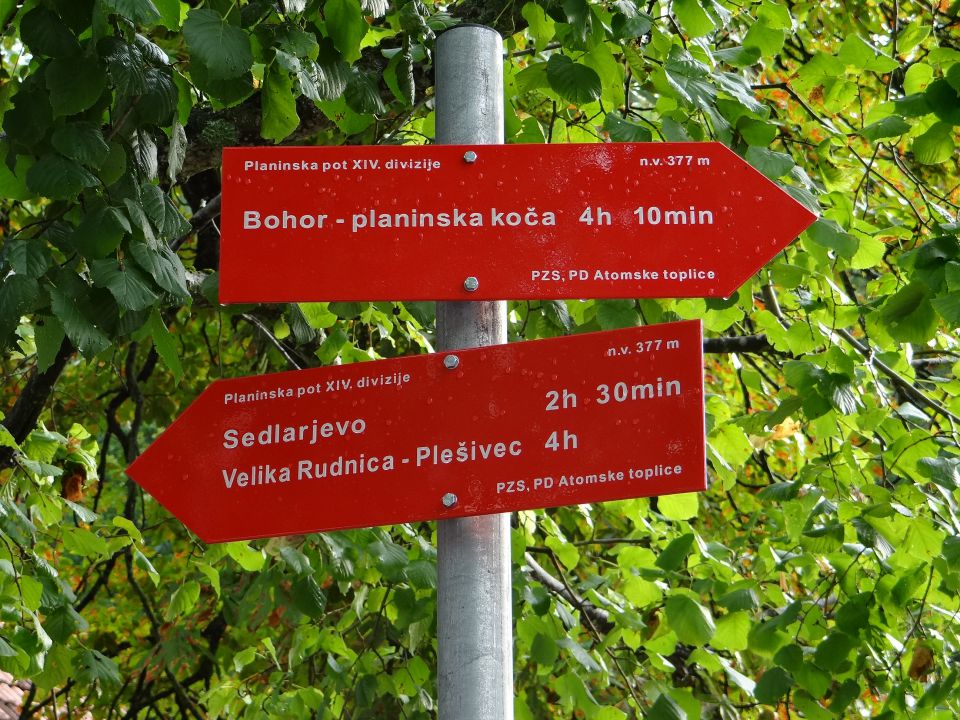 Planinska pot XIV. divizije n.v. 377 m
Bohor - planinska koča 4h 10min
PZS, PD Atomske toplice
n.v. 377 m
Planinska pot XIV. divizije
Sedlarjevo 2h 30min
Velika Rudnica - Plešivec 4h
PZS, PD Atomske toplice